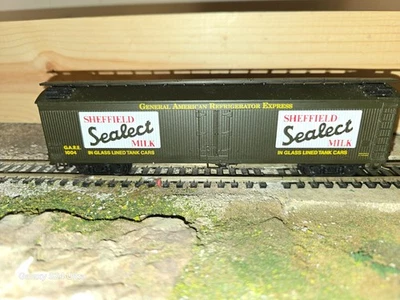 GENERAL AMERICAN REFRIGERATOR EXPRESS
SHEFFIELD
Sealect
MILK
IN GLASS LINED TANK CARS
G.A.R.E.
1004
SHEFFIELD
Sealect
MILK
IN GLASS LINED TANK CARS